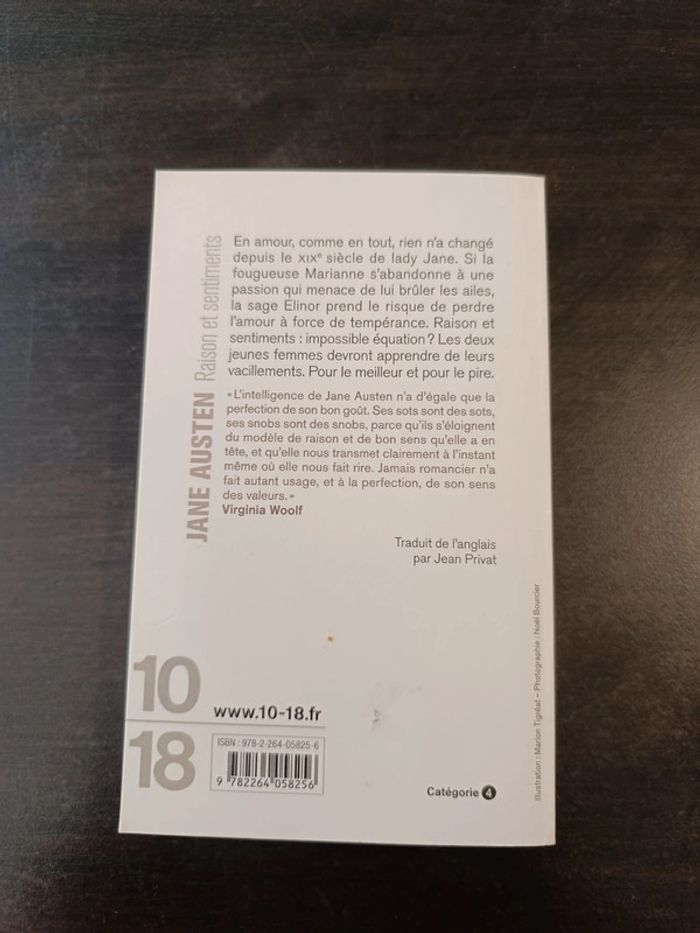 En amour, comme en tout, rien n'a changé
depuis le XIXe siècle de lady Jane. Si la
fougueuse Marianne s'abandonne à une
passion qui menace de lui brûler les ailes,
la sage Elinor prend le risque de perdre
l'amour à force de tempérance. Raison et
sentiments : impossible équation ? Les deux
jeunes femmes devront apprendre de leurs
vacillements. Pour le meilleur et pour le pire.
« L'intelligence de Jane Austen n'a d'égale que la
perfection de son bon goût. Ses sots sont des sots,
ses snobs sont des snobs, parce qu'ils s'éloignent
du modèle de raison et de bon sens qu'elle a en
tête, et qu'elle nous transmet clairement à l'instant
même où elle nous fait rire. Jamais romancier n'a
fait autant usage, et à la perfection, de son sens
des valeurs. »
Virginia Woolf
Traduit de l'anglais
par Jean Privat
JANE AUSTEN Raison et sentiments
10
18
www.10-18.fr
ISBN : 978-2-264-05825-6
9 782264 058256
Catégorie 4
Illustration : Marion Tigréat – Photographie : Noël Bourcier